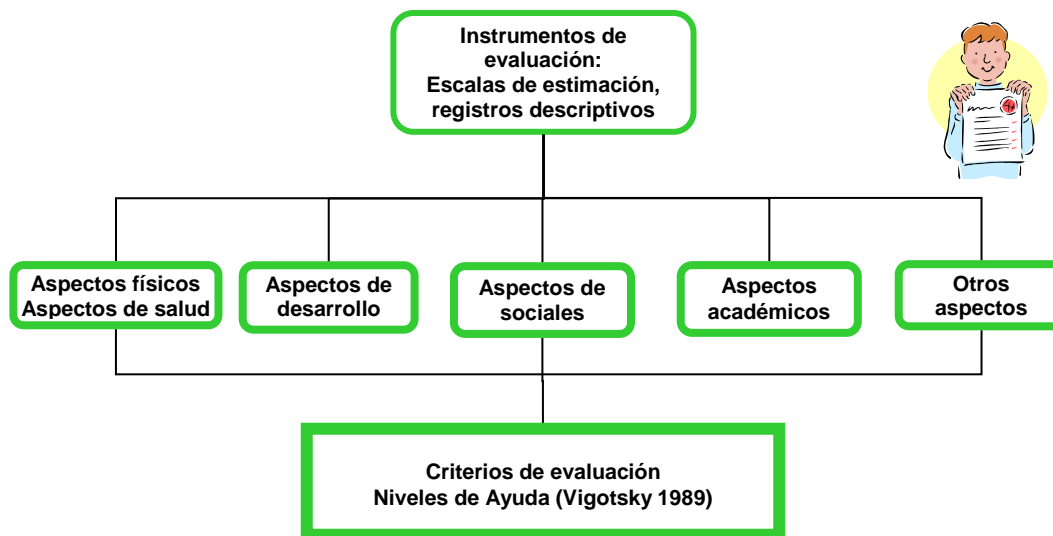 Instrumentos de
evaluación:
Escalas de estimación,
registros descriptivos
Aspectos físicos
Aspectos de salud
Aspectos de
desarrollo
Aspectos de
sociales
Aspectos
académicos
Otros
aspectos
Criterios de evaluación
Niveles de Ayuda (Vigotsky 1989)